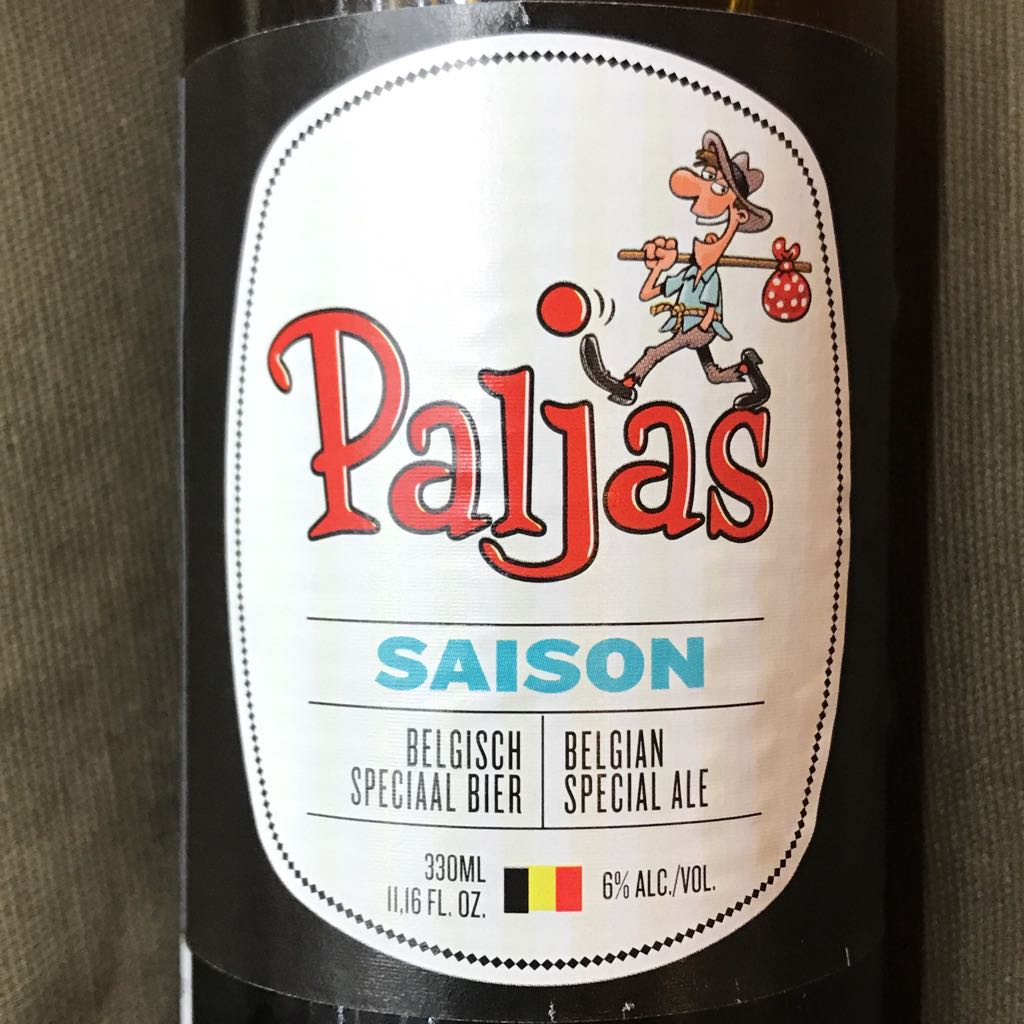 Paljas
SAISON
BELGISCH
SPECIAAL BIER
BELGIAN
SPECIAL ALE
330ML
11,16 FL. OZ.
6% ALC./VOL.